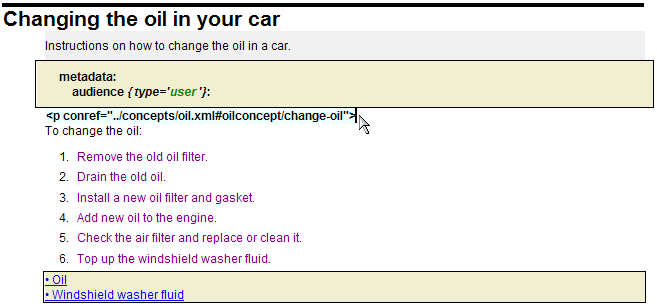 Changing the oil in your car
Instructions on how to change the oil in a car.
metadata:
audience {type='user'}:
<p conref="../concepts/oil.xml#oilconcept/change-oil">
To change the oil:
1. Remove the old oil filter.
2. Drain the old oil.
3. Install a new oil filter and gasket.
4. Add new oil to the engine.
5. Check the air filter and replace or clean it.
6. Top up the windshield washer fluid.
• Oil
• Windshield washer fluid